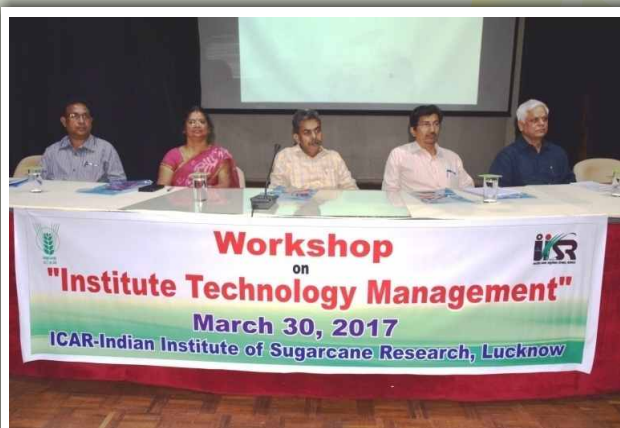 Workshop
on
"Institute Technology Management"
March 30, 2017
ICAR-Indian Institute of Sugarcane Research, Lucknow
IISR